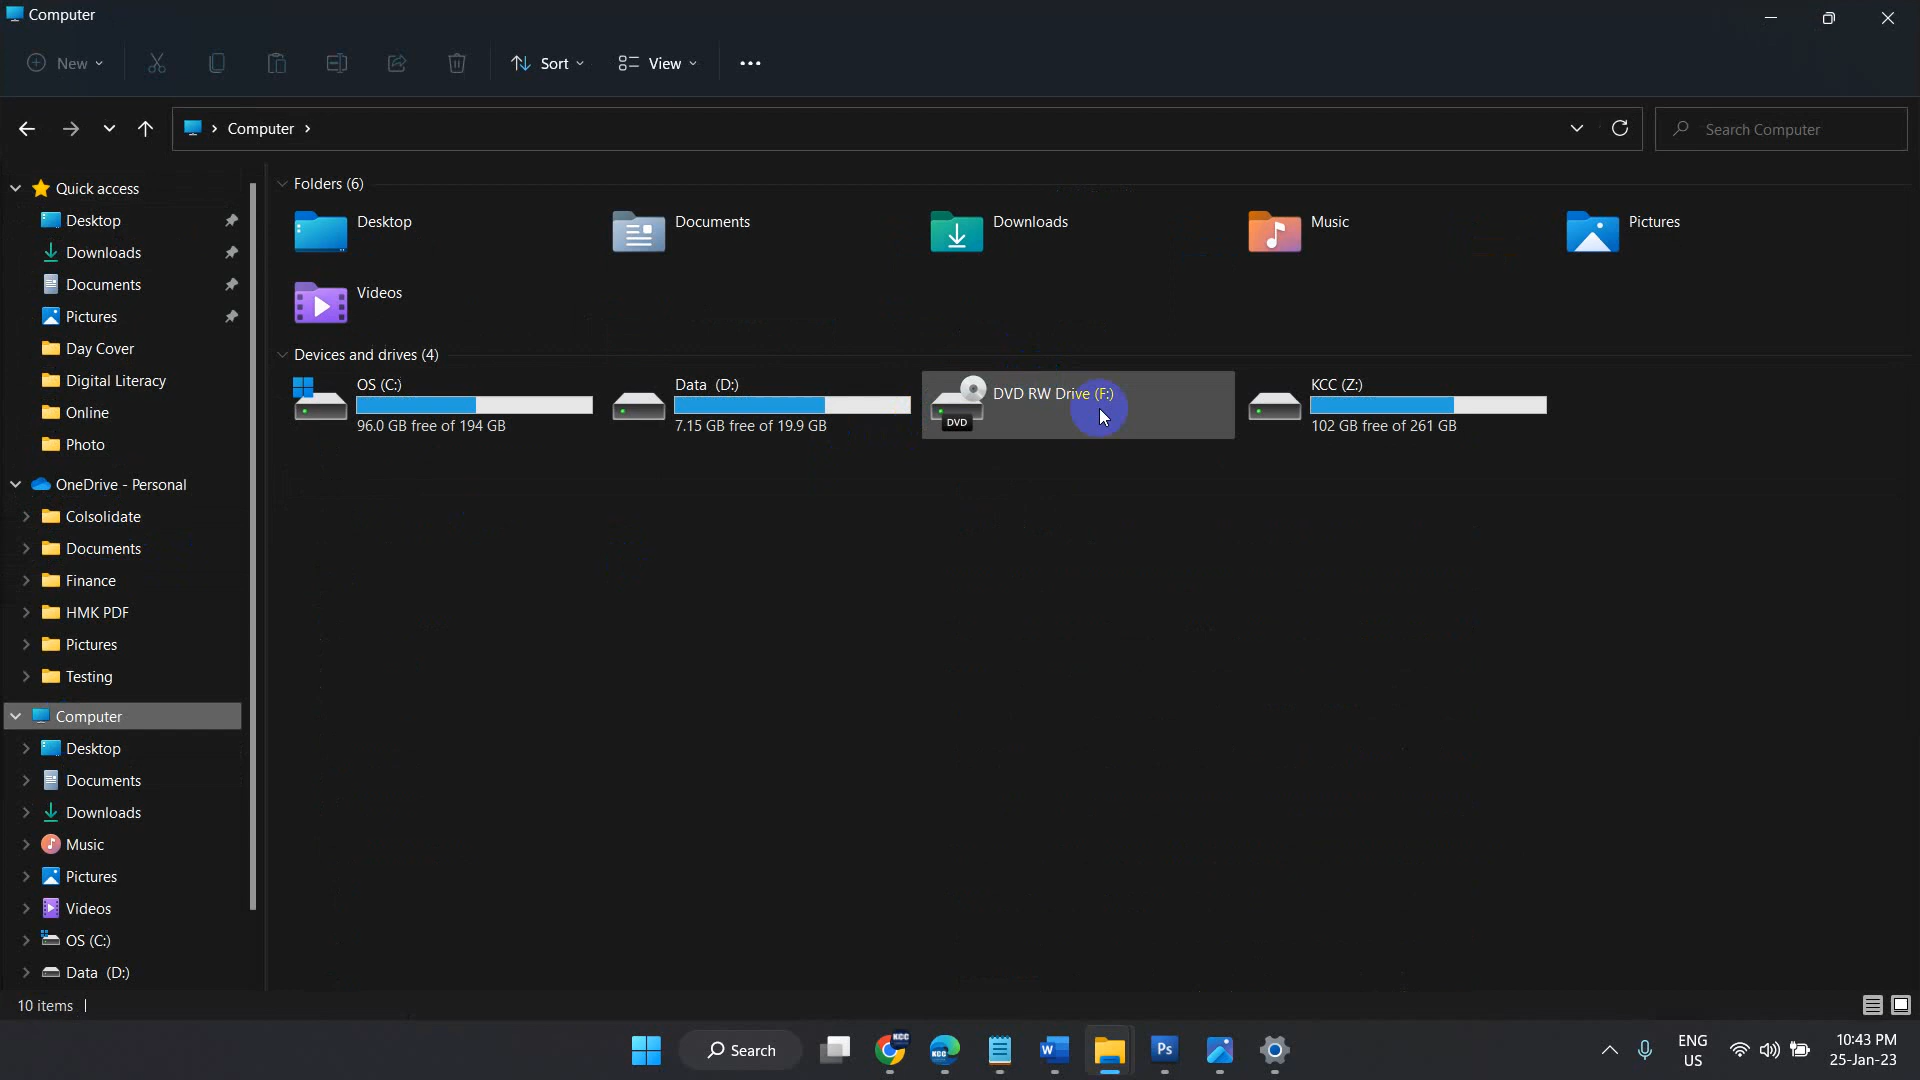 Computer
New
Sort
View
Computer
Search Computer
Quick access
Desktop
Downloads
Documents
Pictures
Day Cover
Digital Literacy
Online
Photo
OneDrive - Personal
Colsolidate
Documents
Finance
HMK PDF
Pictures
Testing
Computer
Desktop
Documents
Downloads
Music
Pictures
Videos
OS (C:)
Data (D:)
Folders (6)
Desktop
Documents
Downloads
Music
Pictures
Videos
Devices and drives (4)
OS (C:)
96.0 GB free of 194 GB
Data (D:)
7.15 GB free of 19.9 GB
DVD RW Drive (F:)
DVD
KCC (Z:)
102 GB free of 261 GB
10 items
Search
KCC
KCC
W
Ps
ENG
US
10:43 PM
25-Jan-23